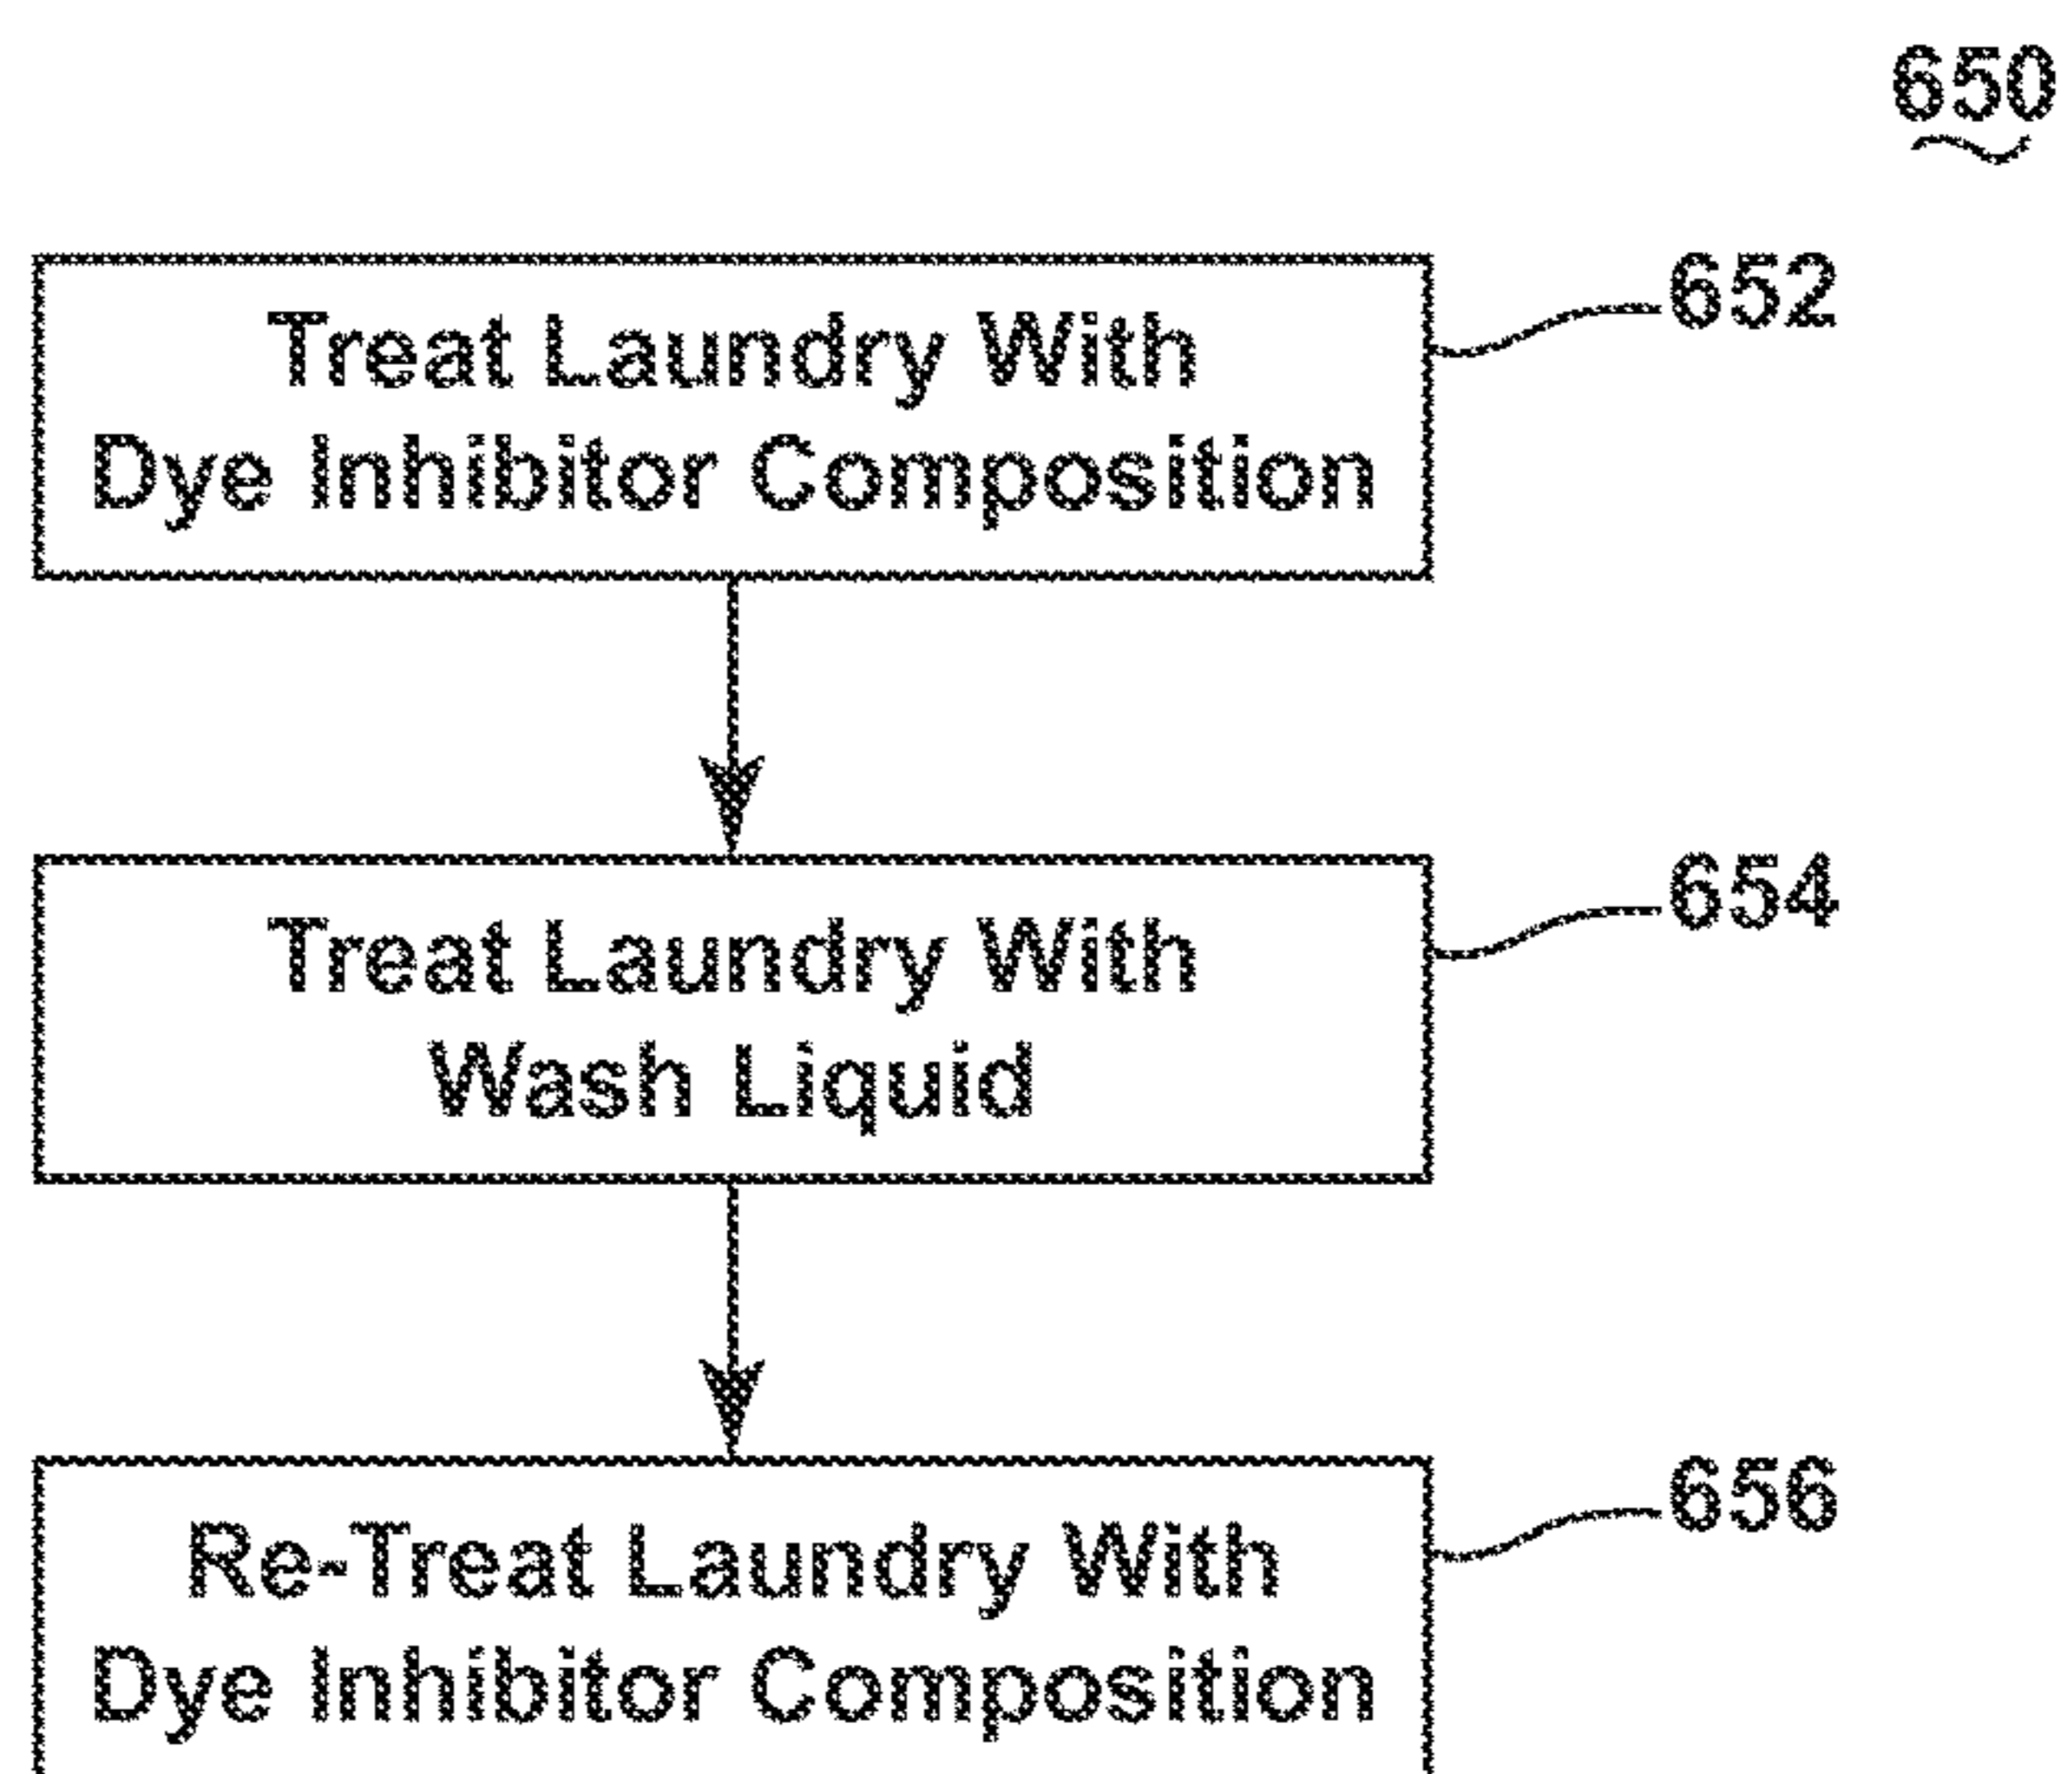 650
Treat Laundry With
Dye Inhibitor Composition
652
Treat Laundry With
Wash Liquid
654
Re-Treat Laundry With
Dye Inhibitor Composition
656